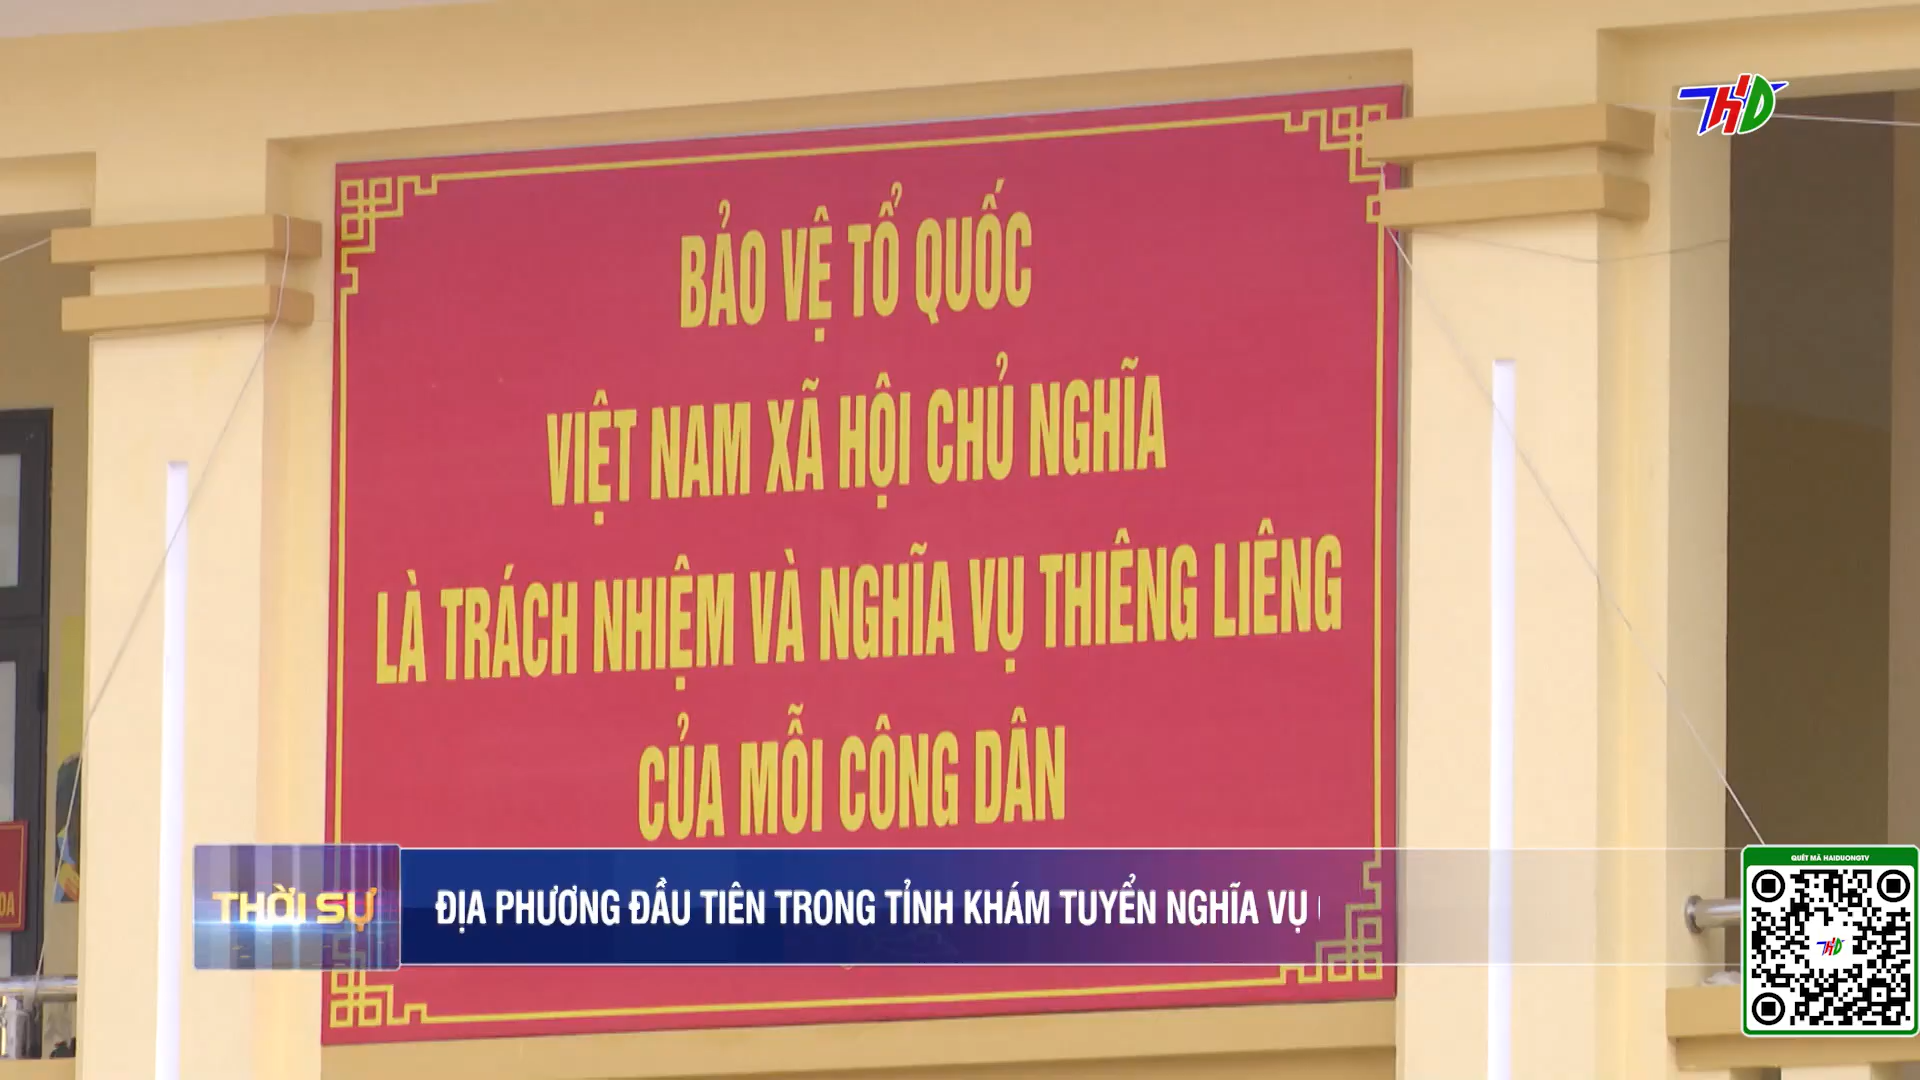 THD
BẢO VỆ TỔ QUỐC
VIỆT NAM XÃ HỘI CHỦ NGHĨA
LÀ TRÁCH NHIỆM VÀ NGHĨA VỤ THIÊNG LIÊNG
CỦA MỖI CÔNG DÂN
THỜI SỰ
ĐỊA PHƯƠNG ĐẦU TIÊN TRONG TỈNH KHÁM TUYỂN NGHĨA VỤ
QUÉT MÃ HAIDUONGTV
THD